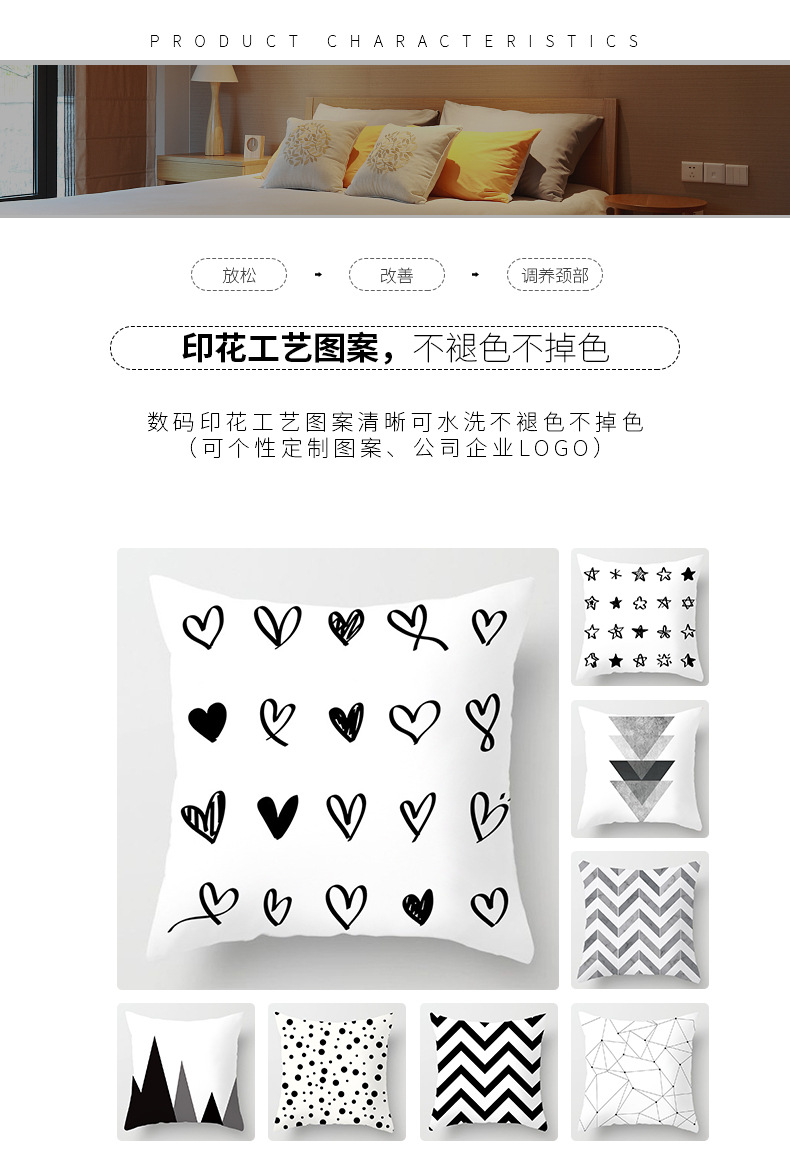 PRODUCT CHARACTERISTICS
放松
改善
调养颈部
印花工艺图案，不褪色不掉色
数码印花工艺图案清晰可水洗不褪色不掉色
（可个性定制图案、公司企业LOGO）